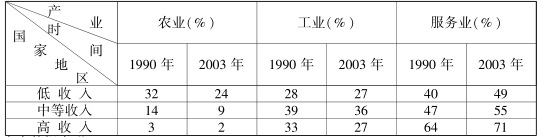 产业 农业(%) 工业(%) 服务业(%)
时间
国家地区 1990 年 2003 年 1990 年 2003 年 1990 年 2003 年
低 收 入 32 24 28 27 40 49
中等收入 14 9 39 36 47 55
高 收 入 3 2 33 27 64 71